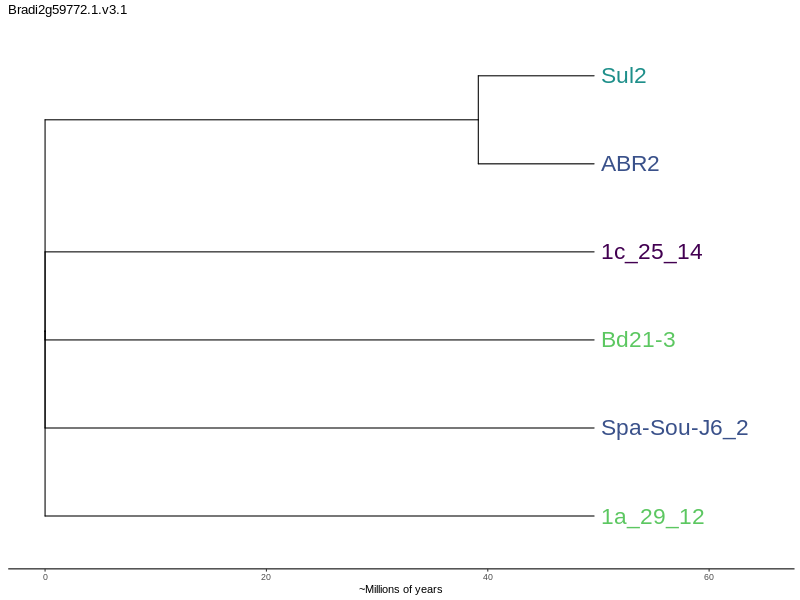 Bradi2g59772.1.v3.1
Sul2
ABR2
1c_25_14
Bd21-3
Spa-Sou-J6_2
1a_29_12
0 20 40 60
~Millions of years